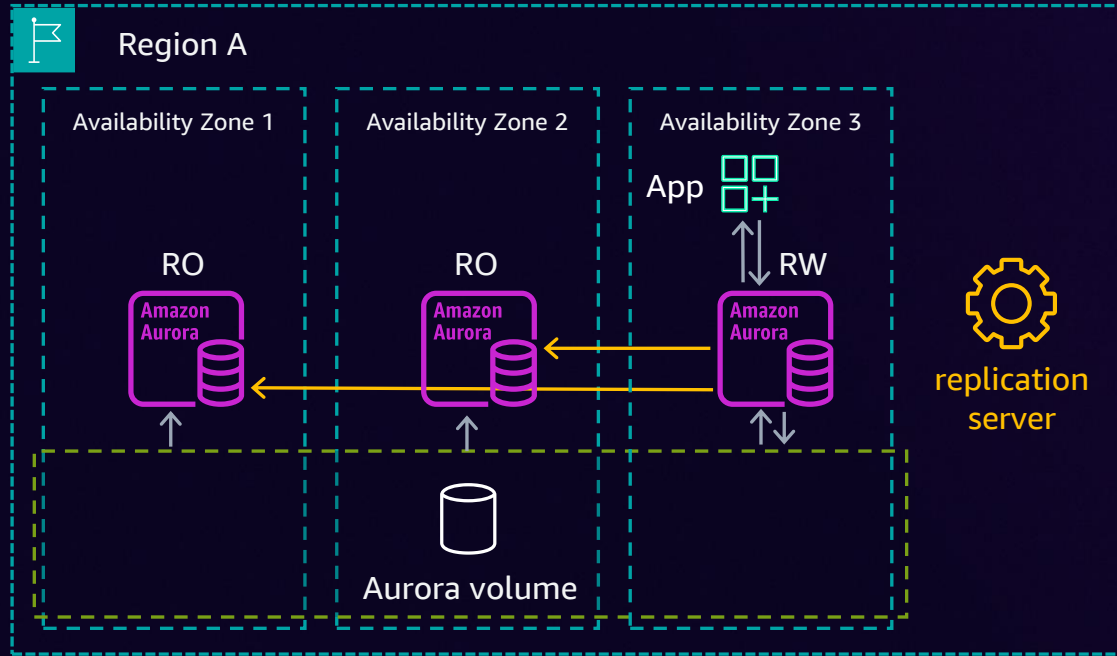 Region A
Availability Zone 1
Availability Zone 2
Availability Zone 3
App
RO
RO
RW
Amazon
Aurora
Amazon
Aurora
Amazon
Aurora
replication
server
Aurora volume